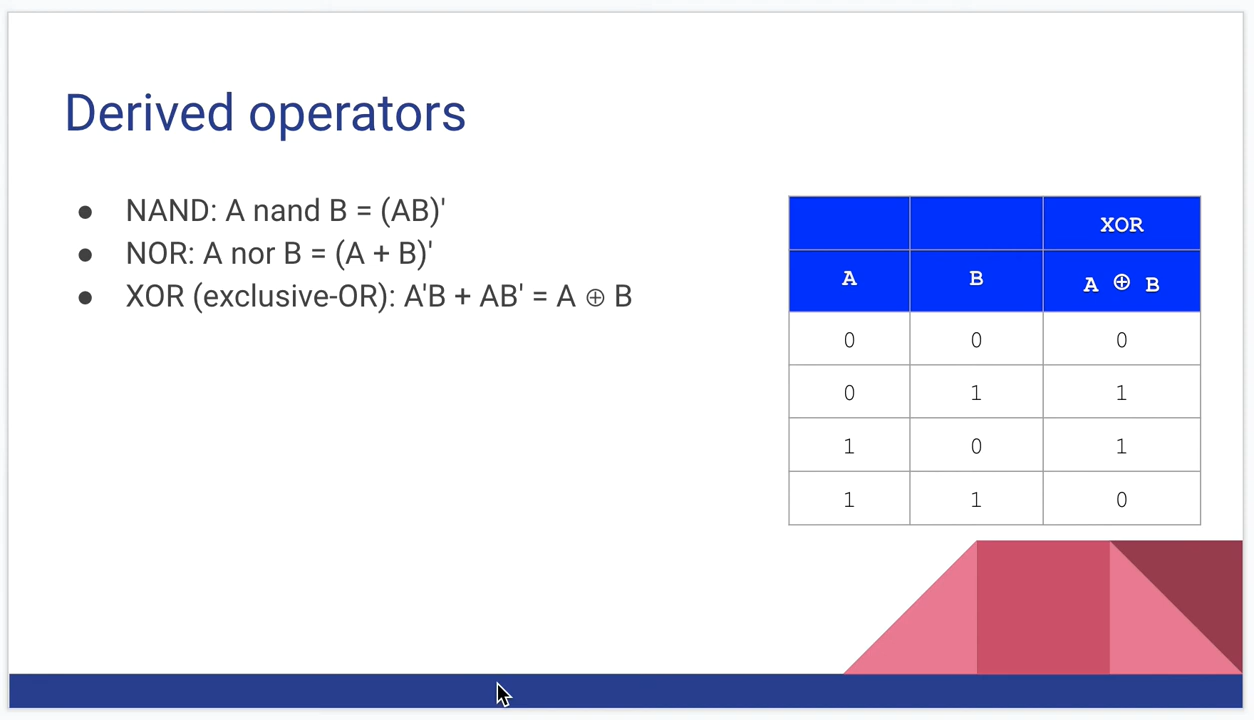 Derived operators
● NAND: A nand B = (AB)'
● NOR: A nor B = (A + B)'
● XOR (exclusive-OR): A'B + AB' = A ⊕ B
XOR
A B A ⊕ B
0 0 0
0 1 1
1 0 1
1 1 0